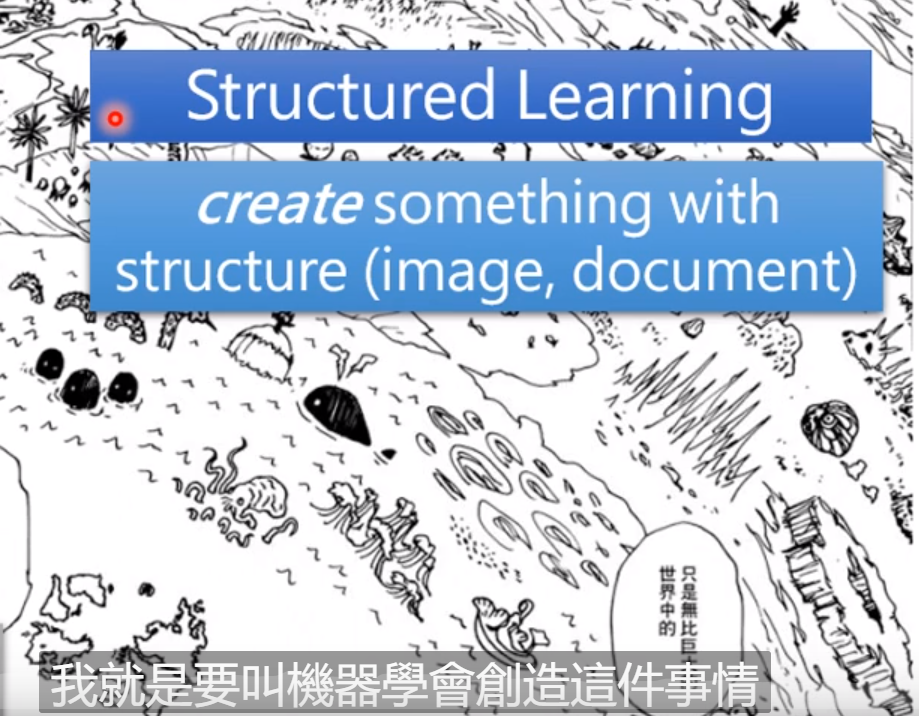 Structured Learning
create something with
structure (image, document)
只是無比巨
世界中的
我就是要叫機器學會創造這件事情